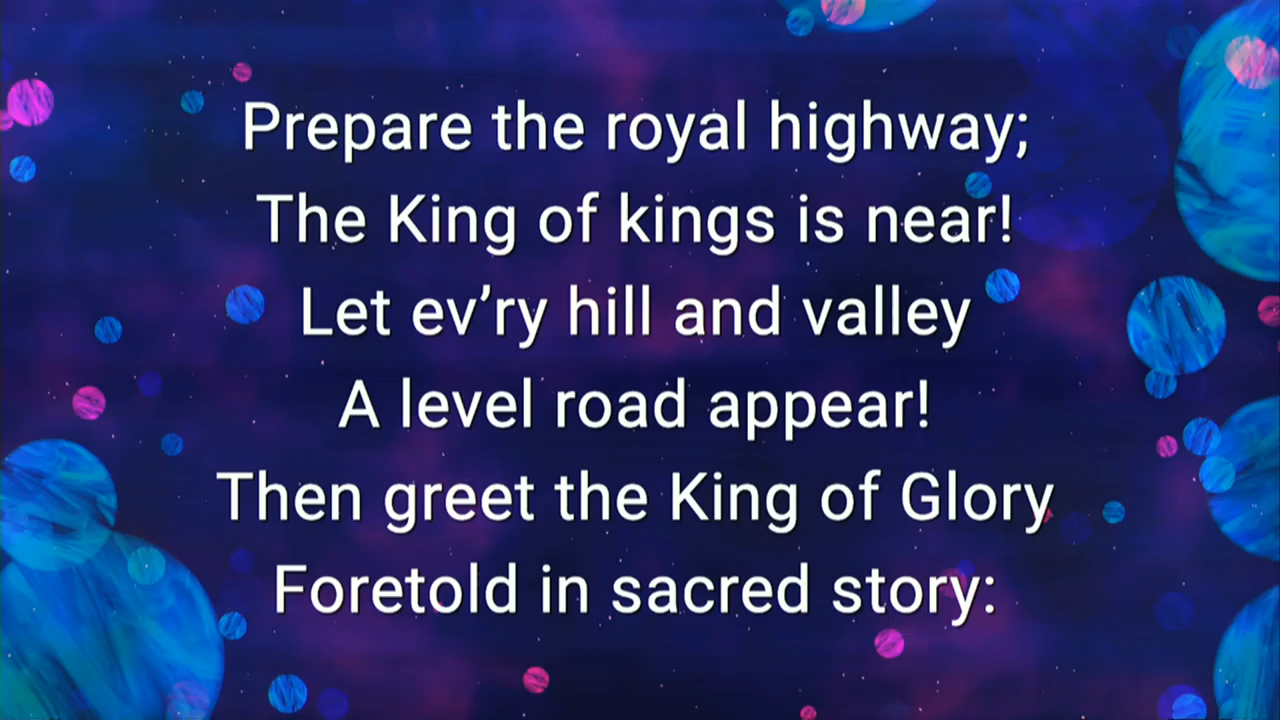 Prepare the royal highway;
The King of kings is near!
Let ev’ry hill and valley
A level road appear!
Then greet the King of Glory
Foretold in sacred story: